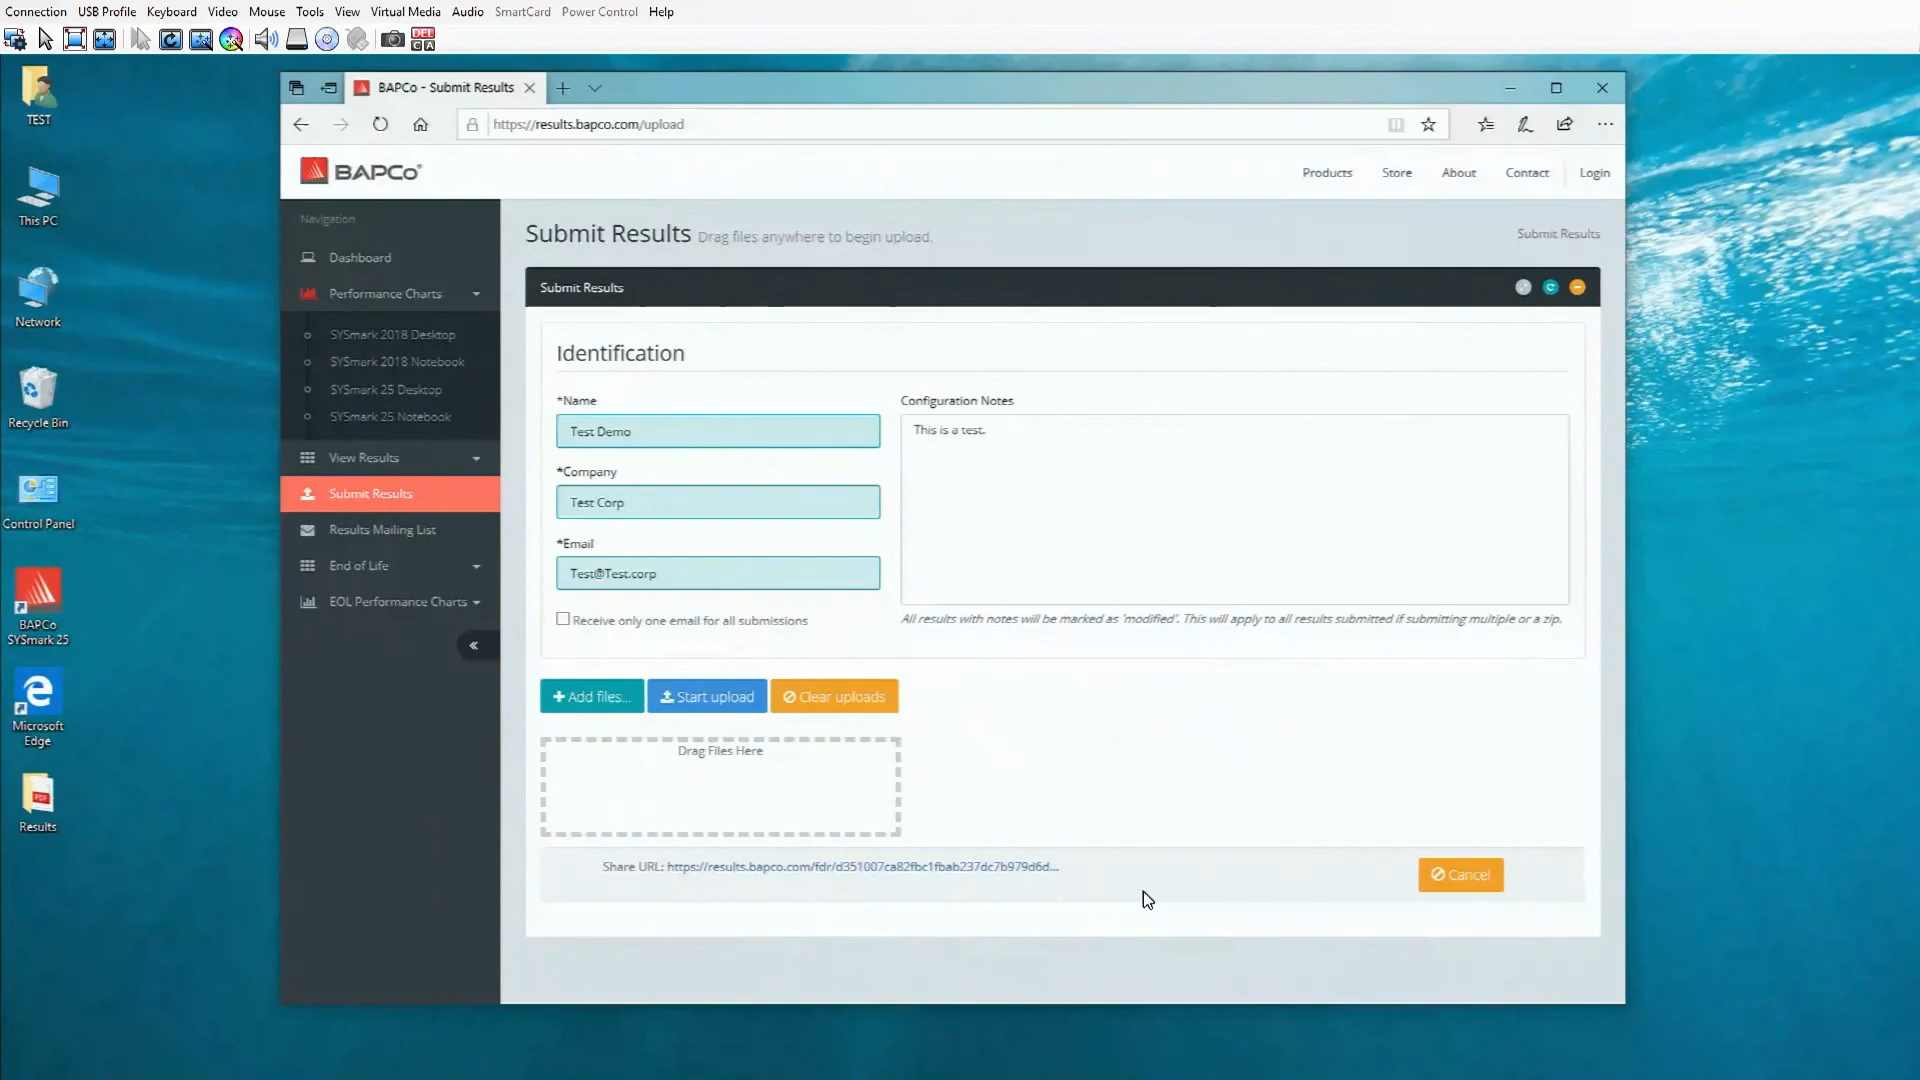 Connection USB Profile Keyboard Video Mouse Tools View Virtual Media Audio SmartCard Power Control Help
DEL
CA
TEST
This PC
Network
Recycle Bin
Control Panel
BAPCo
SYSmark 25
Microsoft
Edge
PDF
Results
BAPCo - Submit Results
https://results.bapco.com/upload
BAPCo
Products Store About Contact Login
Navigation
Dashboard
Performance Charts
SYSmark 2018 Desktop
SYSmark 2018 Notebook
SYSmark 25 Desktop
SYSmark 25 Notebook
View Results
Submit Results
Results Mailing List
End of Life
EOL Performance Charts
«
Submit Results Drag files anywhere to begin upload.
Submit Results
Submit Results
Identification
*Name
Test Demo
*Company
Test Corp
*Email
Test@Test.corp
Receive only one email for all submissions
Configuration Notes
This is a test.
All results with notes will be marked as 'modified'. This will apply to all results submitted if submitting multiple or a zip.
+ Add files... Start upload Clear uploads
Drag Files Here
Share URL: https://results.bapco.com/fdr/d351007ca82fbc1fbab237dc7b979d6d...
Cancel